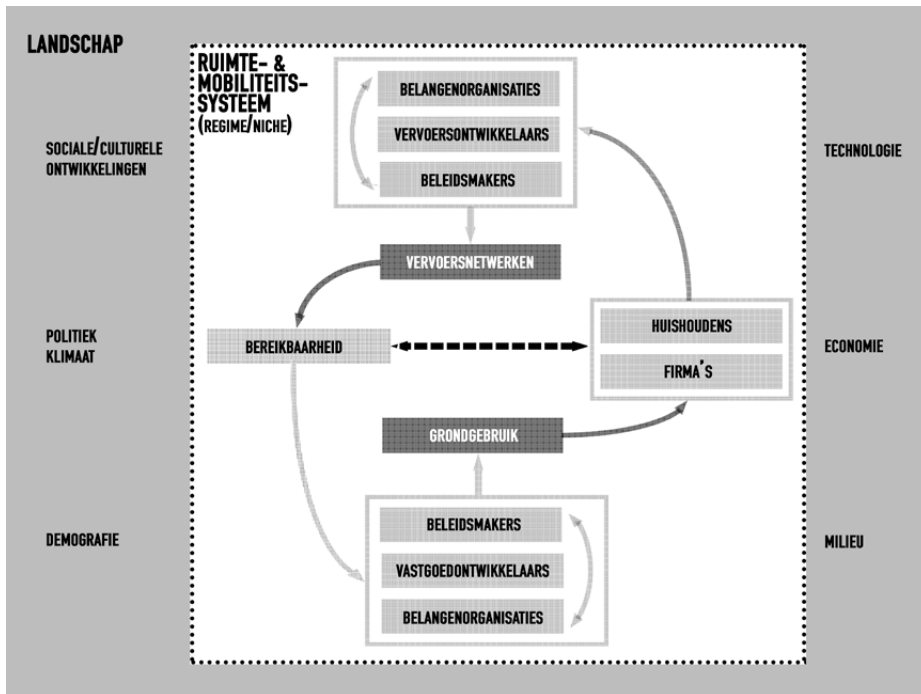 LANDSCHAP
RUIMTE- &
MOBILITEITS-
SYSTEEM
(REGIME/NICHE)
BELANGENORGANISATIES
VERVOERSONTWIKKELAARS
BELEIDSMAKERS
SOCIALE/CULTURELE
ONTWIKKELINGEN
TECHNOLOGIE
VERVOERSNETWERKEN
POLITIEK
KLIMAAT
BEREIKBAARHEID
HUISHOUDENS
FIRMA'S
ECONOMIE
GRONDGEBRUIK
DEMOGRAFIE
BELEIDSMAKERS
VASTGOEDONTWIKKELAARS
BELANGENORGANISATIES
MILIEU